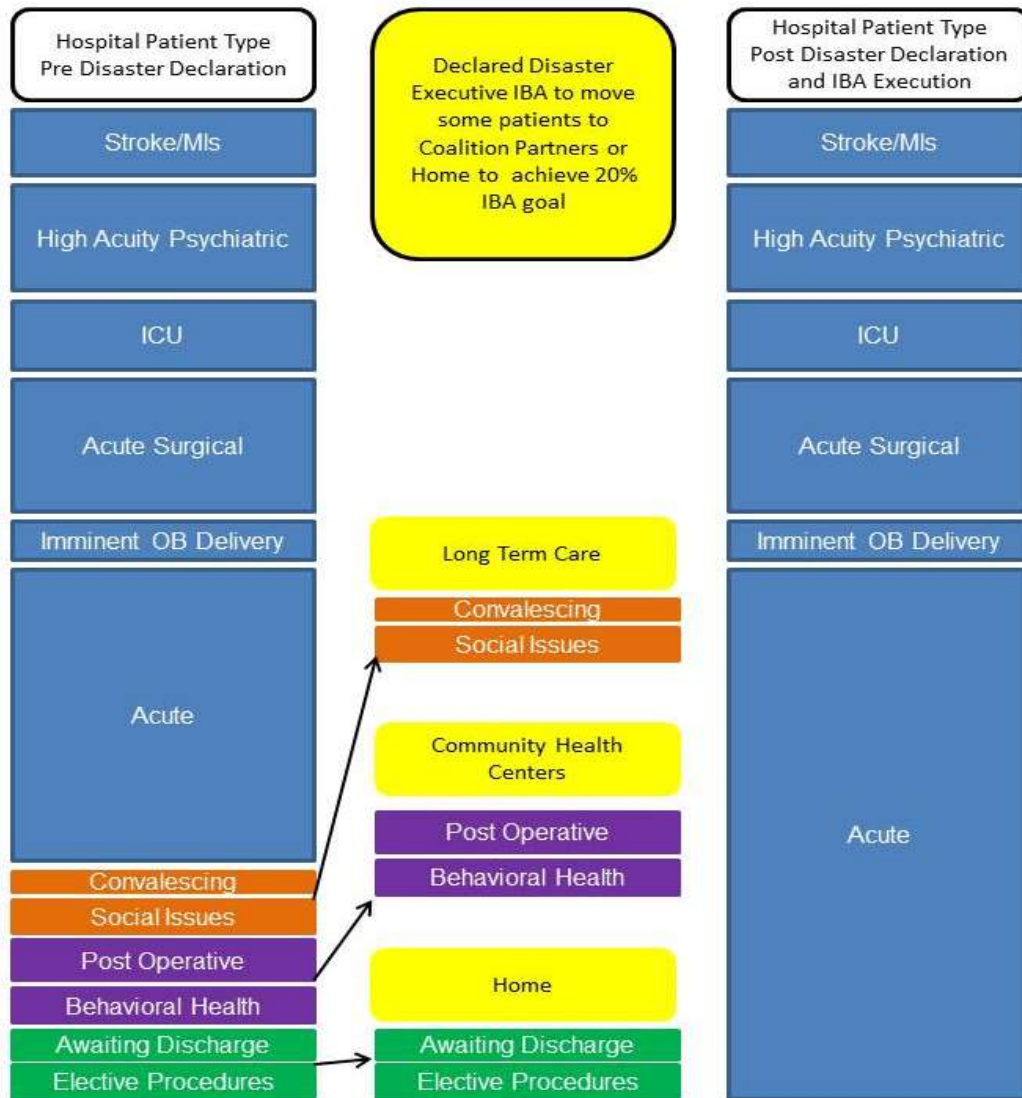 Hospital Patient Type
Pre Disaster Declaration
Stroke/MIs
High Acuity Psychiatric
ICU
Acute Surgical
Imminent OB Delivery
Acute
Convalescing
Social Issues
Post Operative
Behavioral Health
Awaiting Discharge
Elective Procedures
Declared Disaster
Executive IBA to move
some patients to
Coalition Partners or
Home to achieve 20%
IBA goal
Long Term Care
Convalescing
Social Issues
Community Health
Centers
Post Operative
Behavioral Health
Home
Awaiting Discharge
Elective Procedures
Hospital Patient Type
Post Disaster Declaration
and IBA Execution
Stroke/MIs
High Acuity Psychiatric
ICU
Acute Surgical
Imminent OB Delivery
Acute